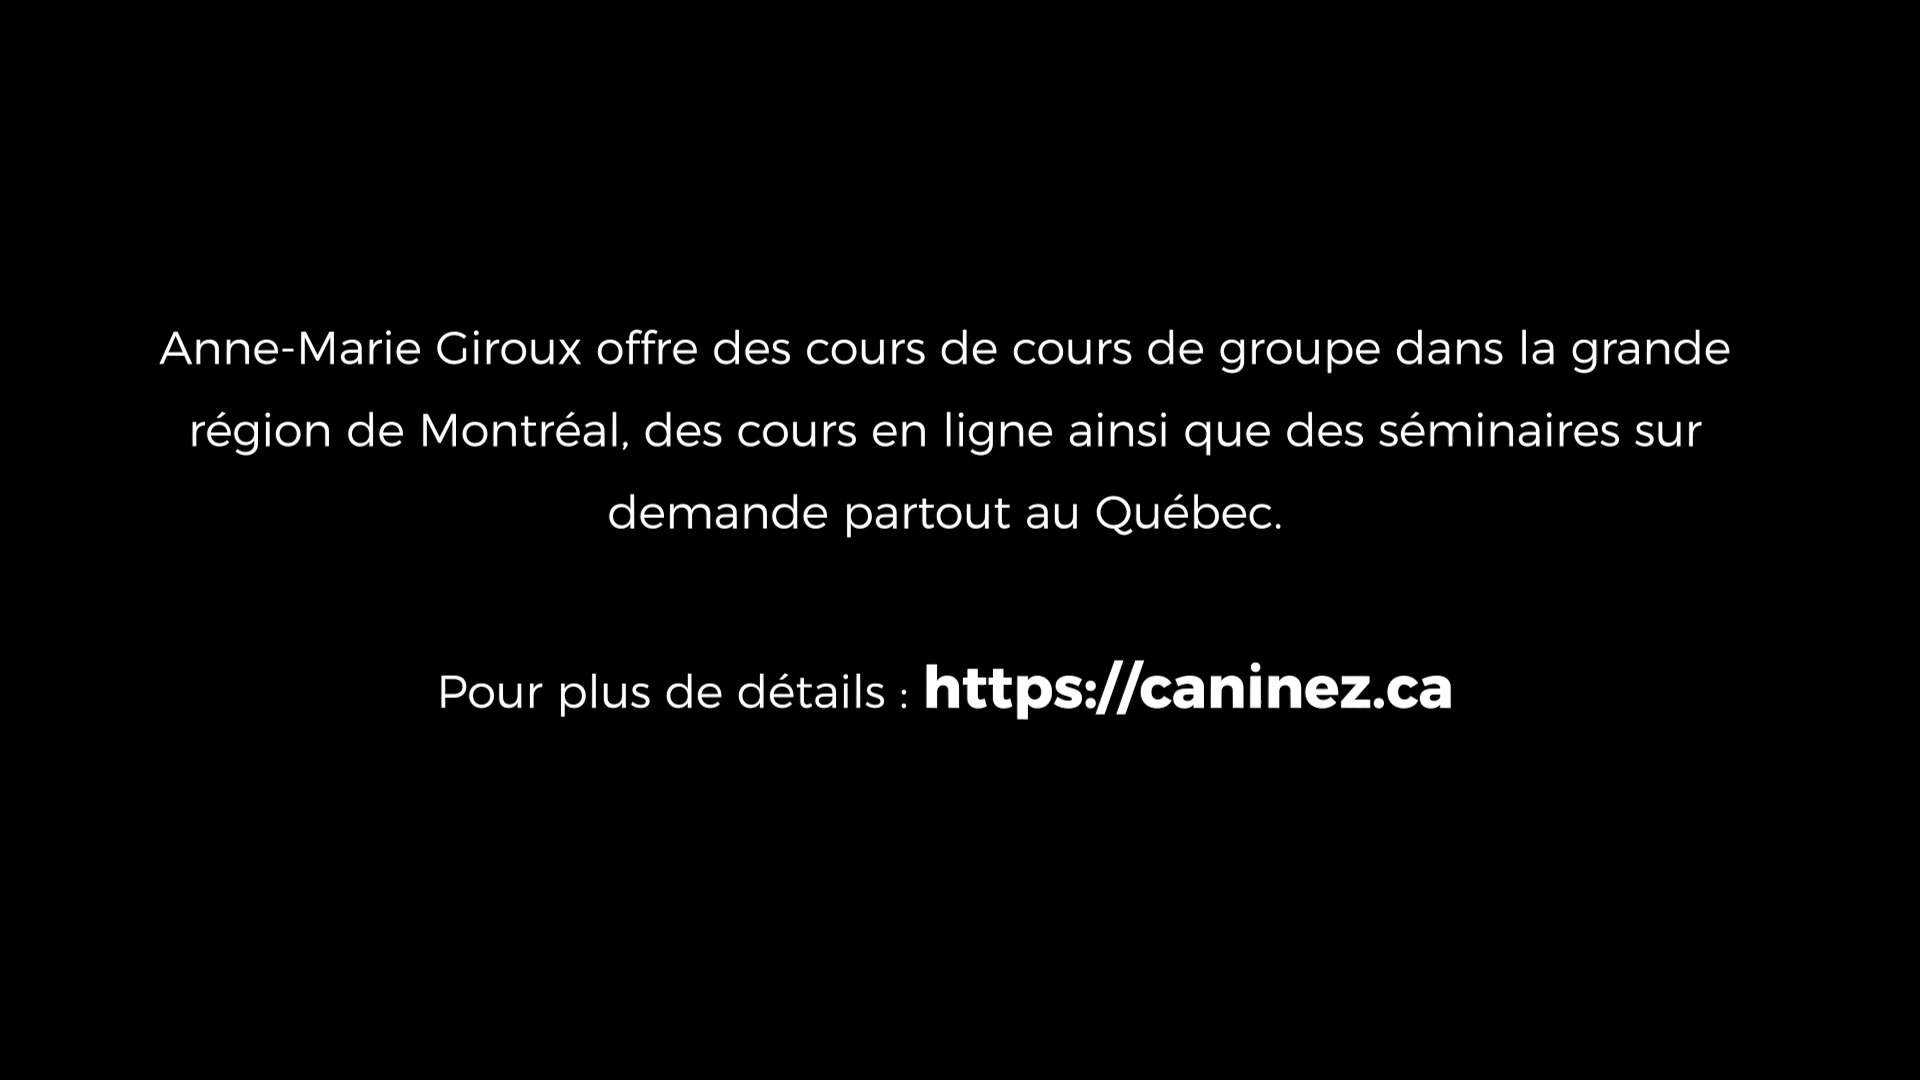 Anne-Marie Giroux offre des cours de cours de groupe dans la grande
région de Montréal, des cours en ligne ainsi que des séminaires sur
demande partout au Québec.
Pour plus de détails : https://caninez.ca